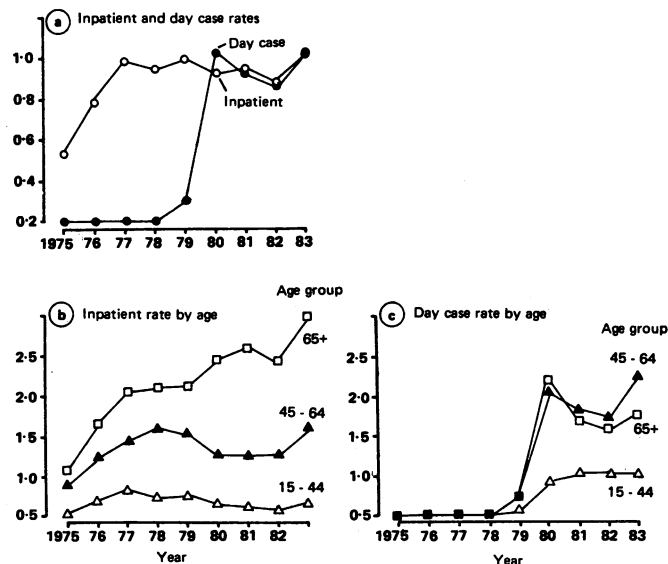 a Inpatient and day case rates
Day case
Inpatient
1·0
0·8
0·6
0·4
0·2
1975 76 77 78 79 80 81 82 83
b Inpatient rate by age
Age group
65+
45 - 64
15 - 44
2·5
2·0
1·5
1·0
0·5
1975 76 77 78 79 80 81 82 83
Year
c Day case rate by age
Age group
45 - 64
65+
15 - 44
2·5
2·0
1·5
1·0
0·5
1975 76 77 78 79 80 81 82 83
Year